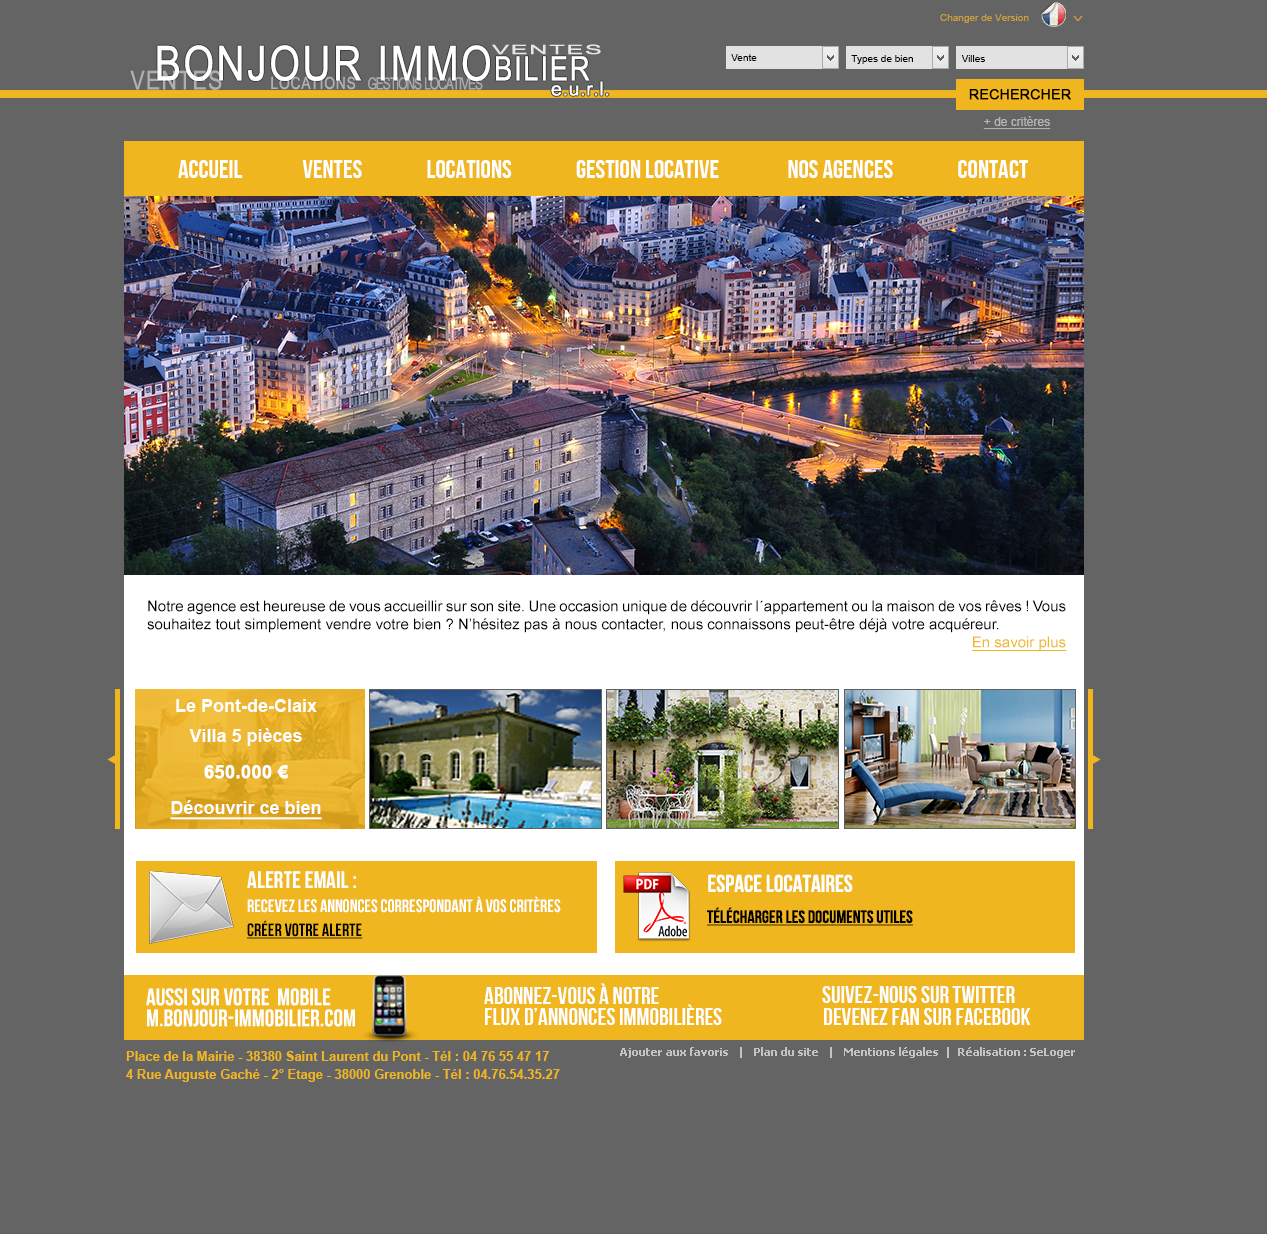 Changer de Version
BONJOUR IMMOBILIER
VENTES
VENTES
LOCATIONS
GESTIONS LOCATIVES
e.u.r.l.
Vente
Types de bien
Villes
RECHERCHER
+ de critères
ACCUEIL
VENTES
LOCATIONS
GESTION LOCATIVE
NOS AGENCES
CONTACT
Notre agence est heureuse de vous accueillir sur son site. Une occasion unique de découvrir l´appartement ou la maison de vos rêves ! Vous
souhaitez tout simplement vendre votre bien ? N'hésitez pas à nous contacter, nous connaissons peut-être déjà votre acquéreur.
En savoir plus
Le Pont-de-Claix
Villa 5 pièces
650.000 €
Découvrir ce bien
ALERTE EMAIL :
RECEVEZ LES ANNONCES CORRESPONDANT À VOS CRITÈRES
CRÉER VOTRE ALERTE
PDF
Adobe
ESPACE LOCATAIRES
TÉLÉCHARGER LES DOCUMENTS UTILES
AUSSI SUR VOTRE MOBILE
M.BONJOUR-IMMOBILIER.COM
ABONNEZ-VOUS À NOTRE
FLUX D'ANNONCES IMMOBILIÈRES
SUIVEZ-NOUS SUR TWITTER
DEVENEZ FAN SUR FACEBOOK
Place de la Mairie - 38380 Saint Laurent du Pont - Tél : 04 76 55 47 17
4 Rue Auguste Gaché - 2° Etage - 38000 Grenoble - Tél : 04.76.54.35.27
Ajouter aux favoris | Plan du site | Mentions légales | Réalisation : SeLoger